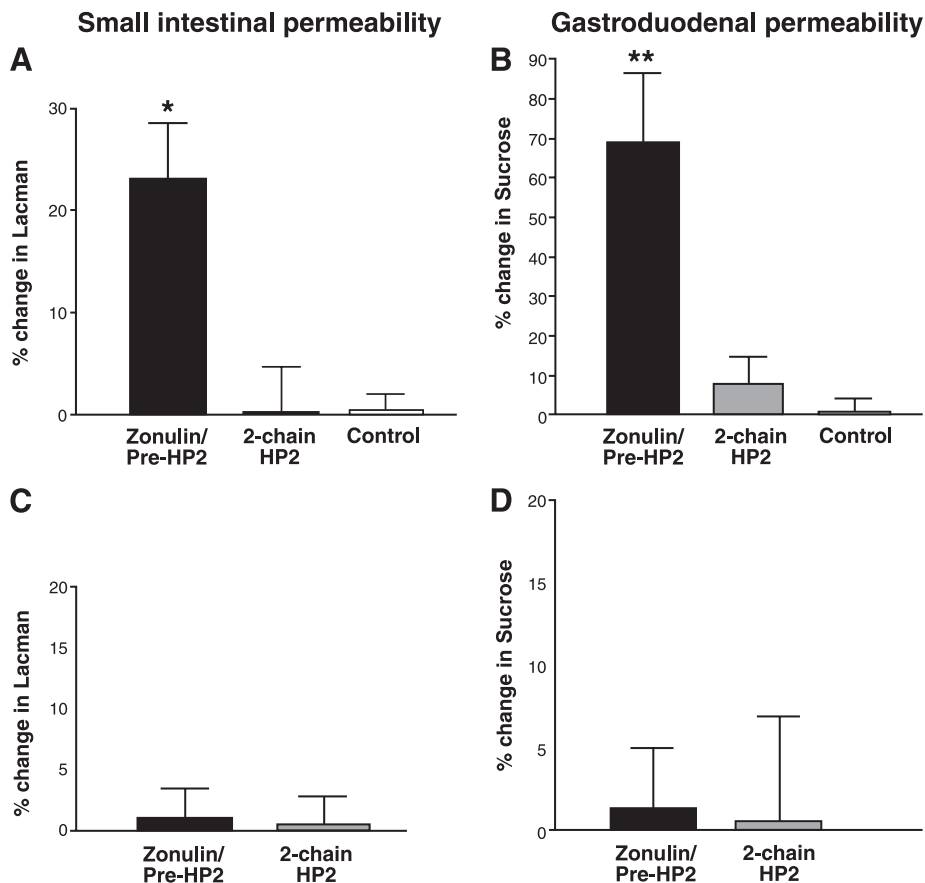 Small intestinal permeability
Gastroduodenal permeability
A
% change in Lacman
30
20
10
0
*
Zonulin/
Pre-HP2
2-chain
HP2
Control
B
% change in Sucrose
90
80
70
60
50
40
30
20
10
0
**
Zonulin/
Pre-HP2
2-chain
HP2
Control
C
% change in Lacman
20
15
10
5
0
Zonulin/
Pre-HP2
2-chain
HP2
D
% change in Sucrose
20
15
10
5
0
Zonulin/
Pre-HP2
2-chain
HP2